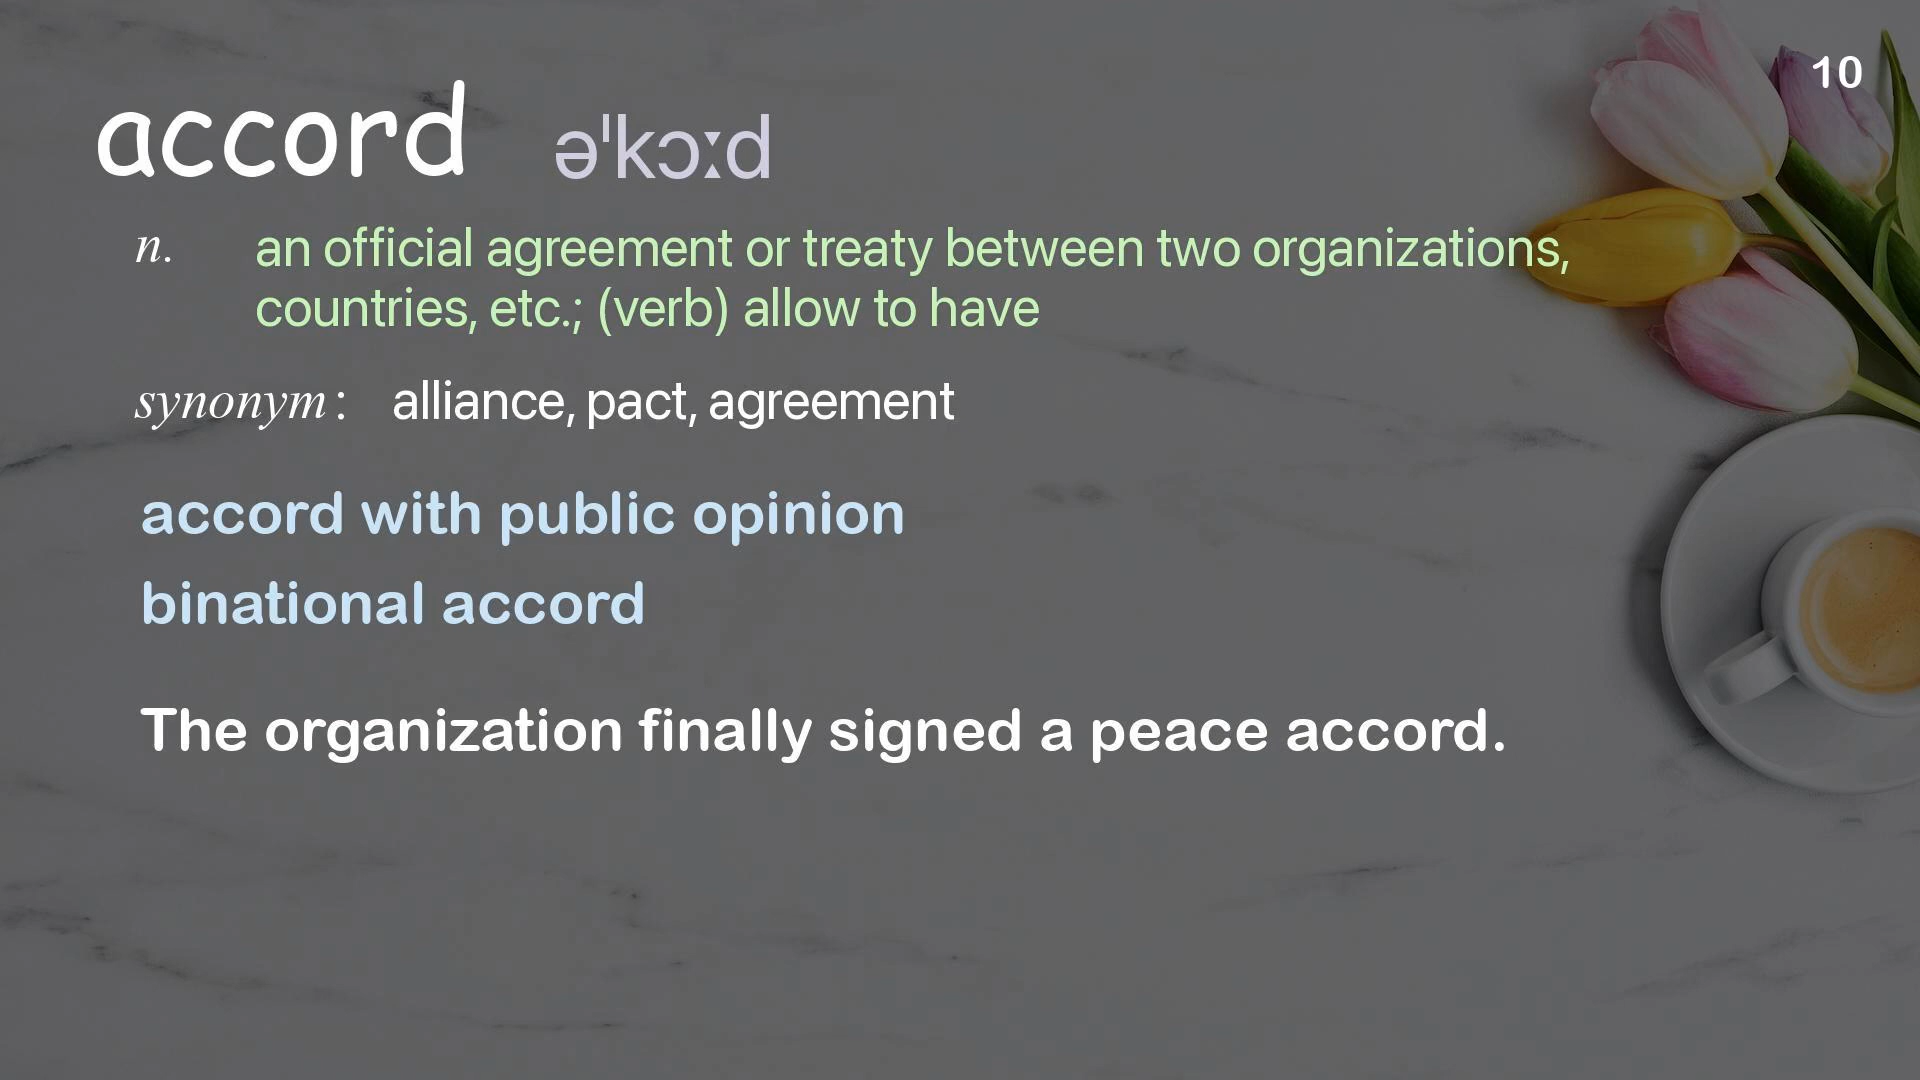 10
accord əˈkɔːd
n. an official agreement or treaty between two organizations,
countries, etc.; (verb) allow to have
synonym : alliance, pact, agreement
accord with public opinion
binational accord
The organization finally signed a peace accord.